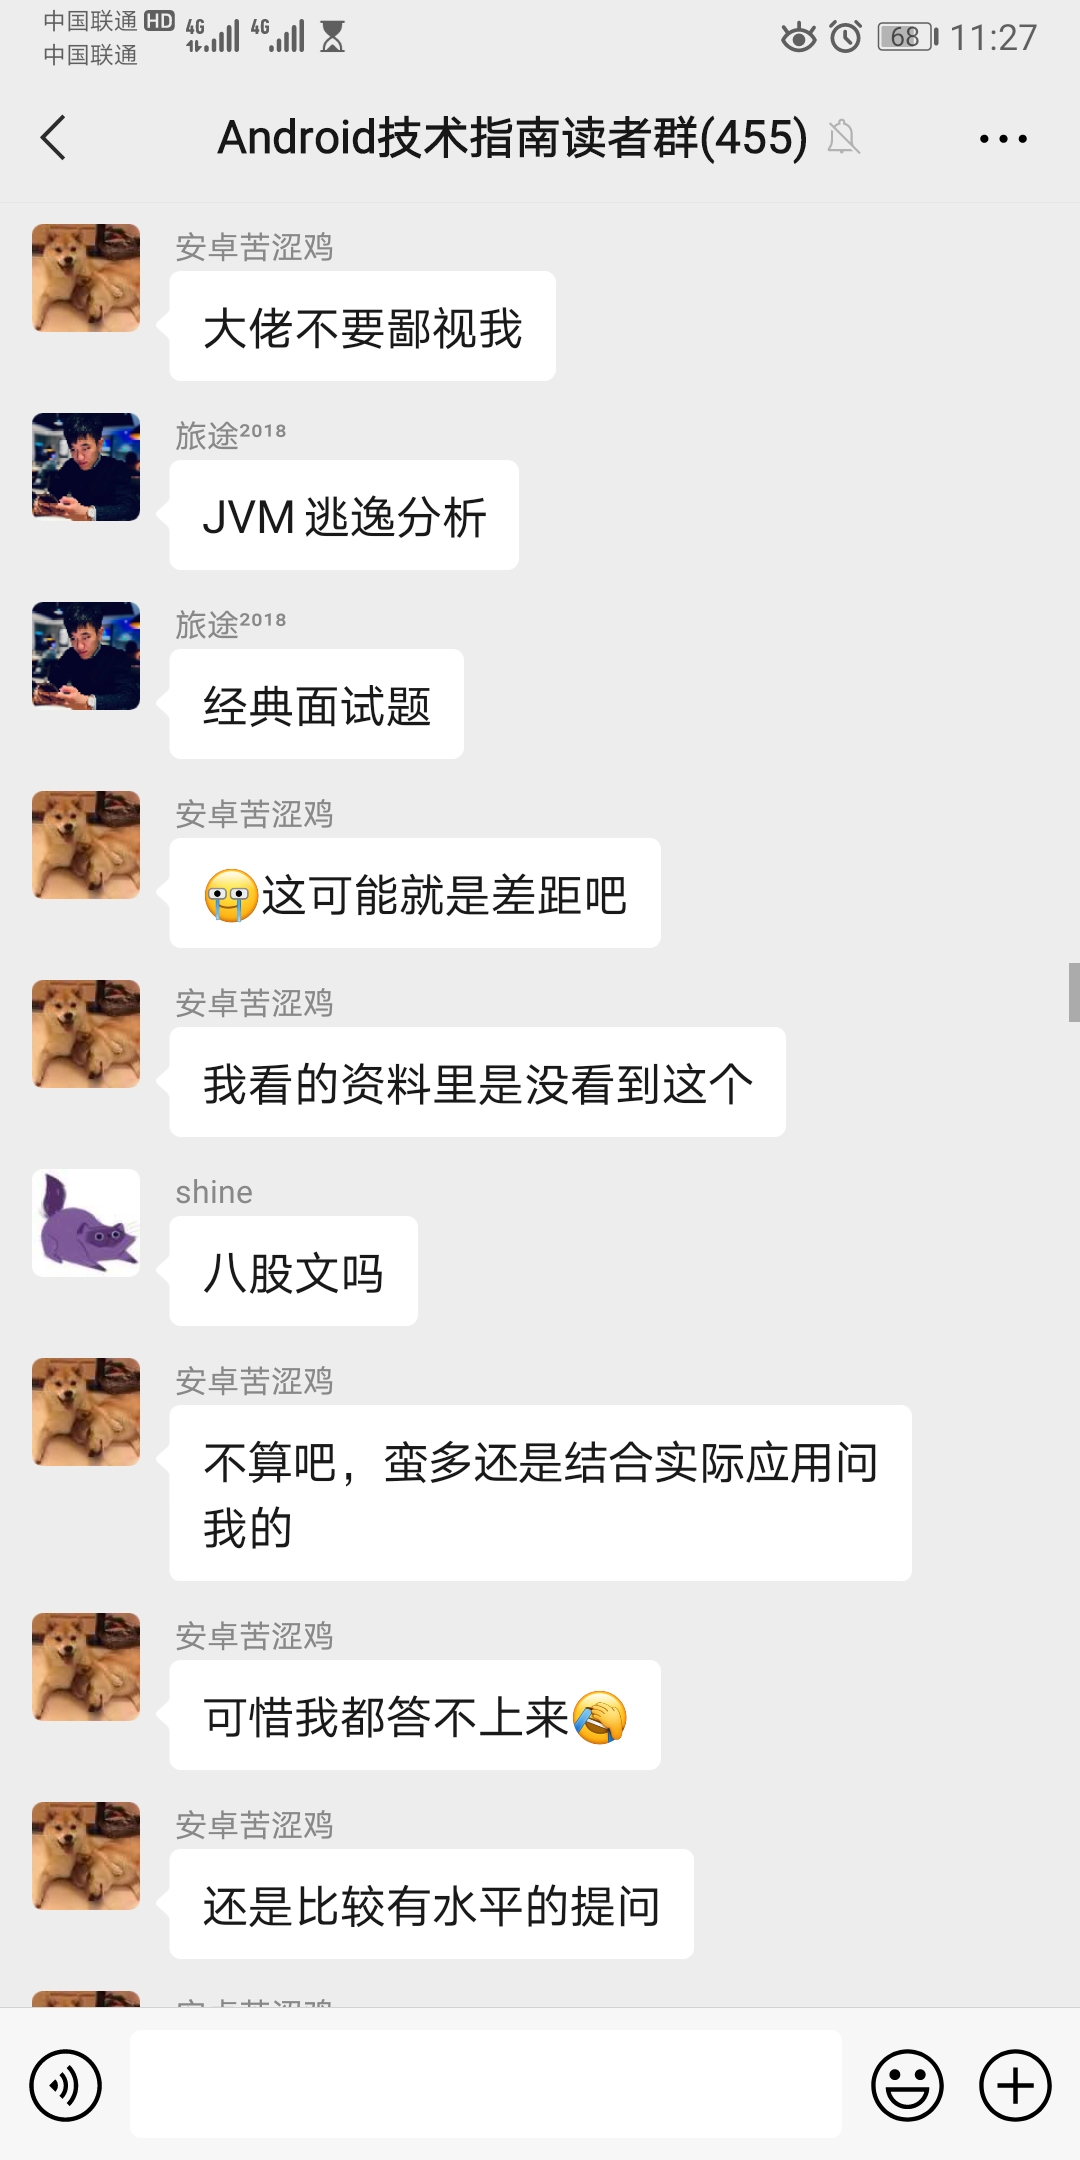 中国联通 HD 4G 4G 68 11:27
中国联通
Android技术指南读者群(455)
安卓苦涩鸡
大佬不要鄙视我
旅途²⁰¹⁸
JVM 逃逸分析
旅途²⁰¹⁸
经典面试题
安卓苦涩鸡
😭这可能就是差距吧
安卓苦涩鸡
我看的资料里是没看到这个
shine
八股文吗
安卓苦涩鸡
不算吧，蛮多还是结合实际应用问
我的
安卓苦涩鸡
可惜我都答不上来🤦
安卓苦涩鸡
还是比较有水平的提问